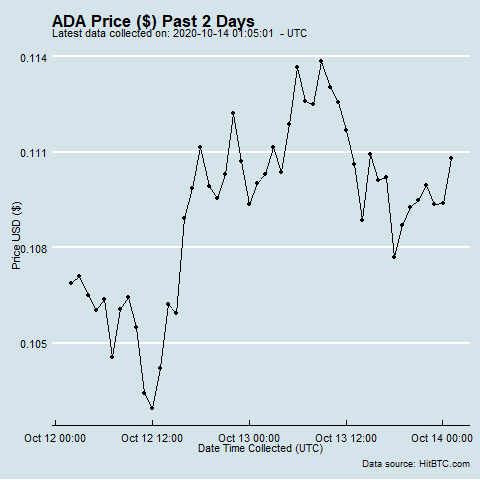 ADA Price ($) Past 2 Days
Latest data collected on: 2020-10-14 01:05:01 - UTC
0.114
0.111
0.108
0.105
Price USD ($)
Oct 12 00:00 Oct 12 12:00 Oct 13 00:00 Oct 13 12:00 Oct 14 00:00
Date Time Collected (UTC)
Data source: HitBTC.com